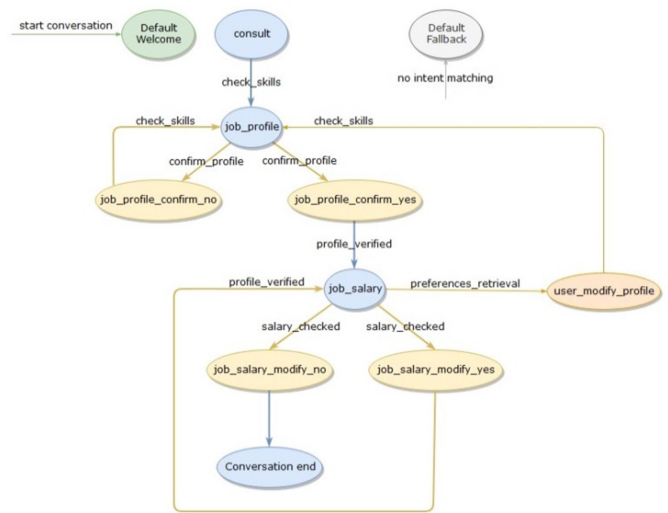 start conversation
Default
Welcome
consult
Default
Fallback
no intent matching
check_skills
check_skills
job_profile
check_skills
confirm_profile
confirm_profile
job_profile_confirm_no
job_profile_confirm_yes
profile_verified
profile_verified
job_salary
preferences_retrieval
user_modify_profile
salary_checked
salary_checked
job_salary_modify_no
job_salary_modify_yes
Conversation end